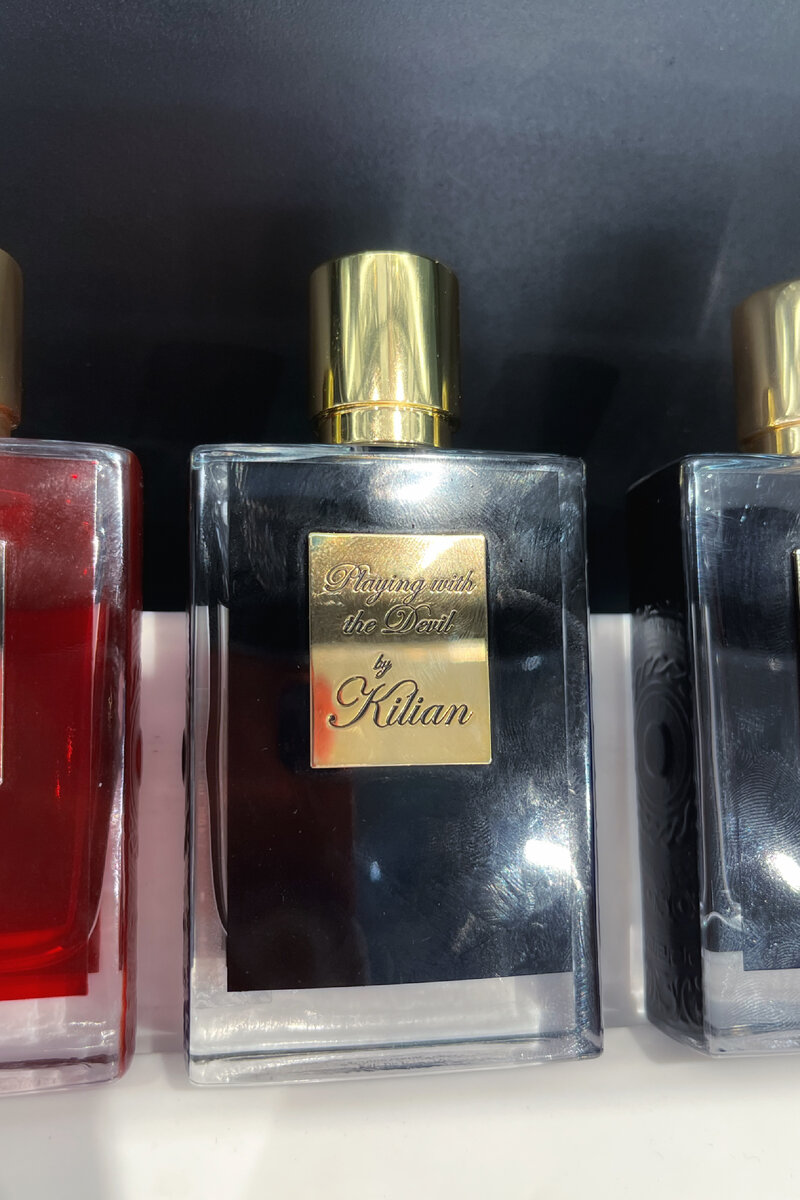 Playing with
the Devil
by
Kilian